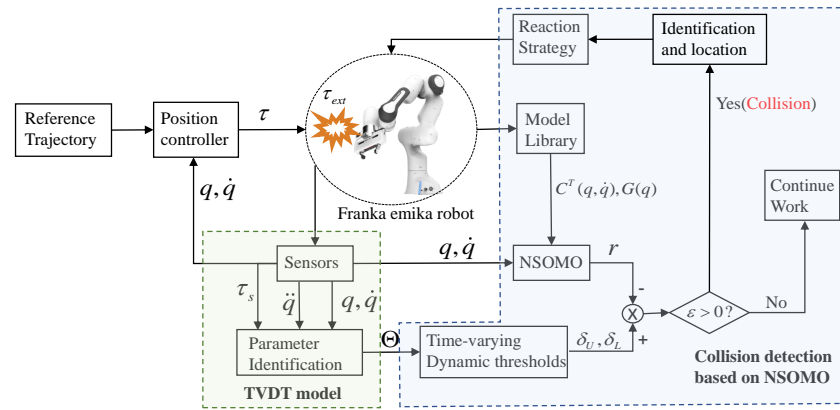 Reaction
Strategy
Identification
and location
Yes(Collision)
τ_ext
Reference
Trajectory
Position
controller
τ
Model
Library
Franka emika robot
q, q̇
C^T(q, q̇), G(q)
Continue
Work
Sensors
q, q̇
NSOMO
r
-
X
+
ε > 0 ?
No
τ_s
q̈
q, q̇
Parameter
Identification
Θ
Time-varying
Dynamic thresholds
δ_U, δ_L
TVDT model
Collision detection
based on NSOMO